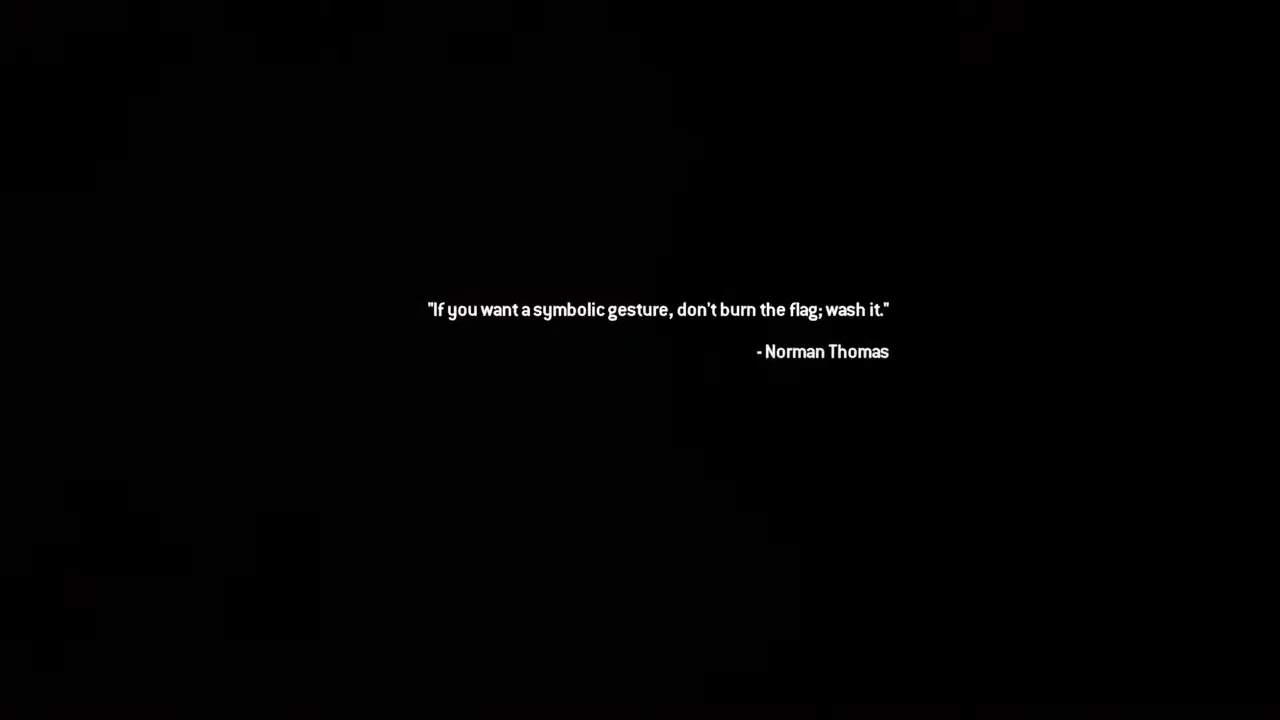 "If you want a symbolic gesture, don't burn the flag; wash it."
- Norman Thomas